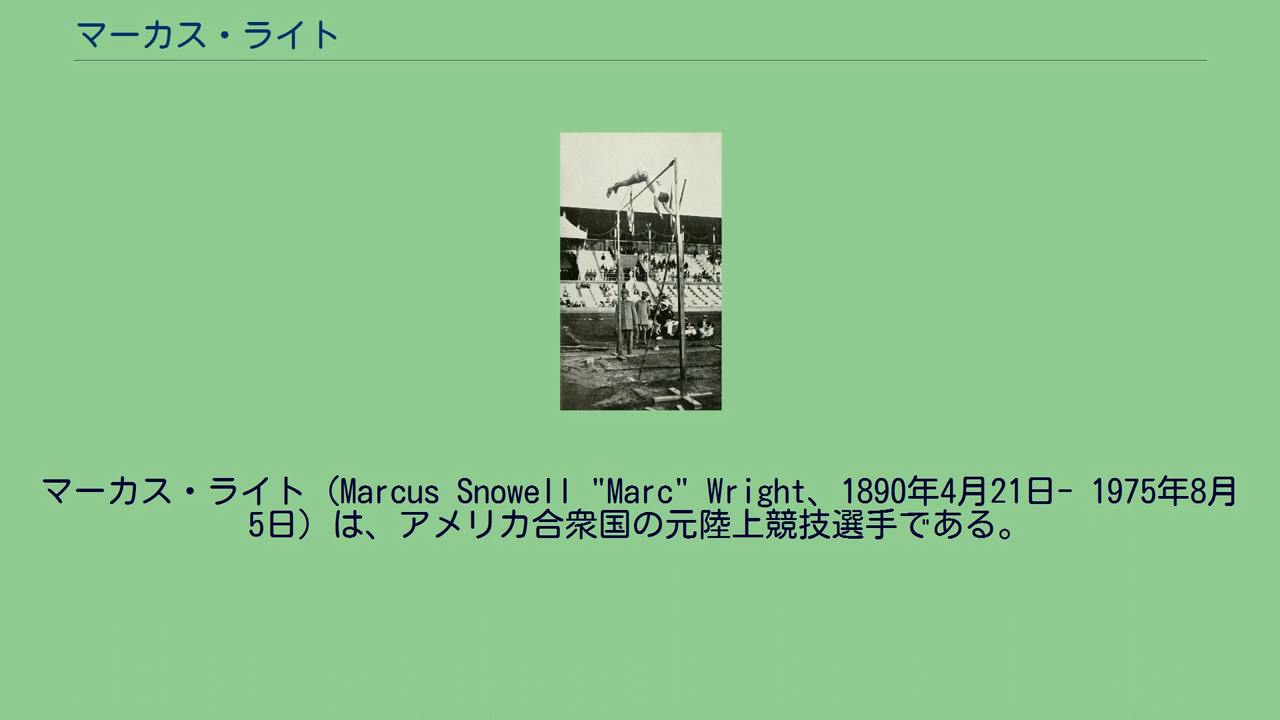 マーカス・ライト
マーカス・ライト（Marcus Snowell "Marc" Wright、1890年4月21日- 1975年8月
5日）は、アメリカ合衆国の元陸上競技選手である。